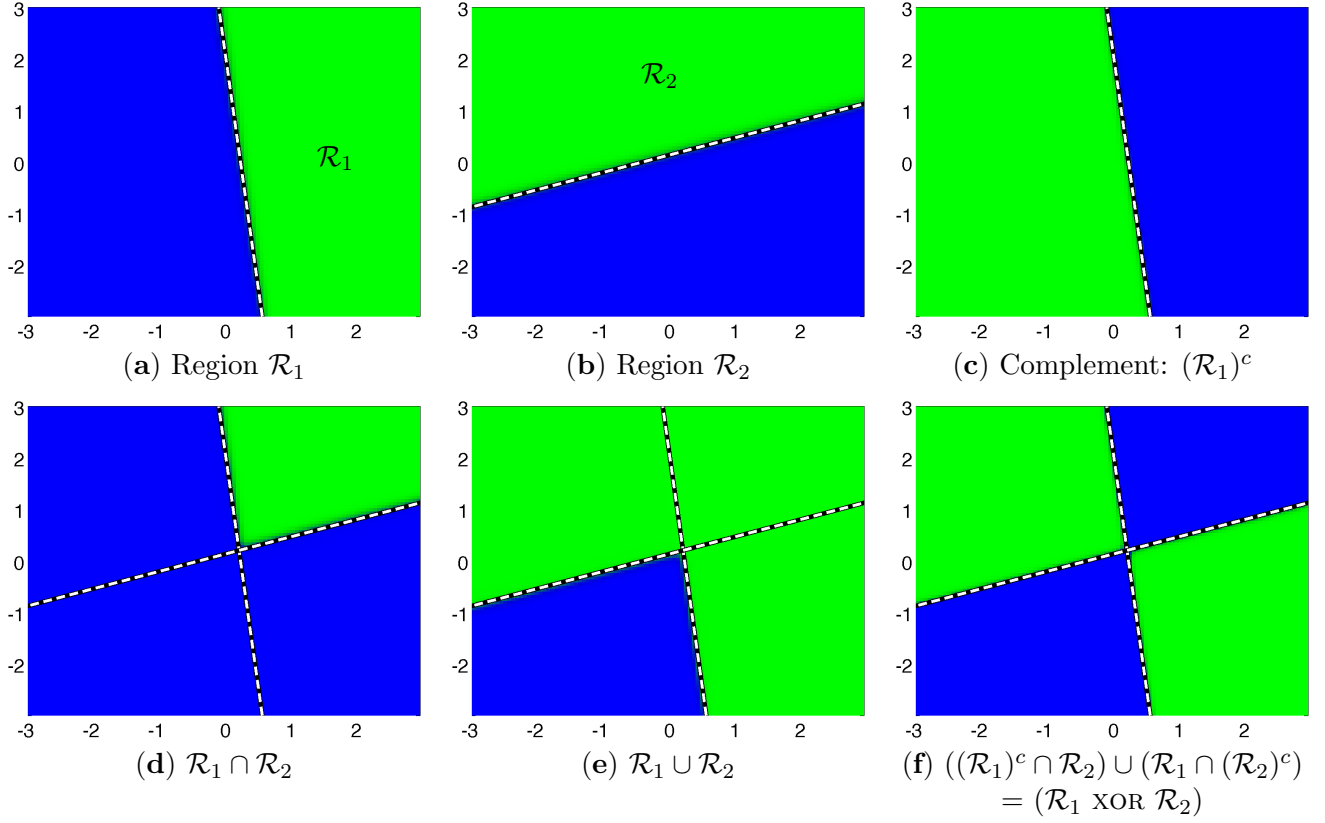 3
2
1
0
-1
-2
-3 -2 -1 0 1 2
R₁
(a) Region R₁
3
2
1
0
-1
-2
-3 -2 -1 0 1 2
R₂
(b) Region R₂
3
2
1
0
-1
-2
-3 -2 -1 0 1 2
(c) Complement: (R₁)ᶜ
3
2
1
0
-1
-2
-3 -2 -1 0 1 2
(d) R₁ ∩ R₂
3
2
1
0
-1
-2
-3 -2 -1 0 1 2
(e) R₁ ∪ R₂
3
2
1
0
-1
-2
-3 -2 -1 0 1 2
(f) ((R₁)ᶜ ∩ R₂) ∪ (R₁ ∩ (R₂)ᶜ)
= (R₁ XOR R₂)